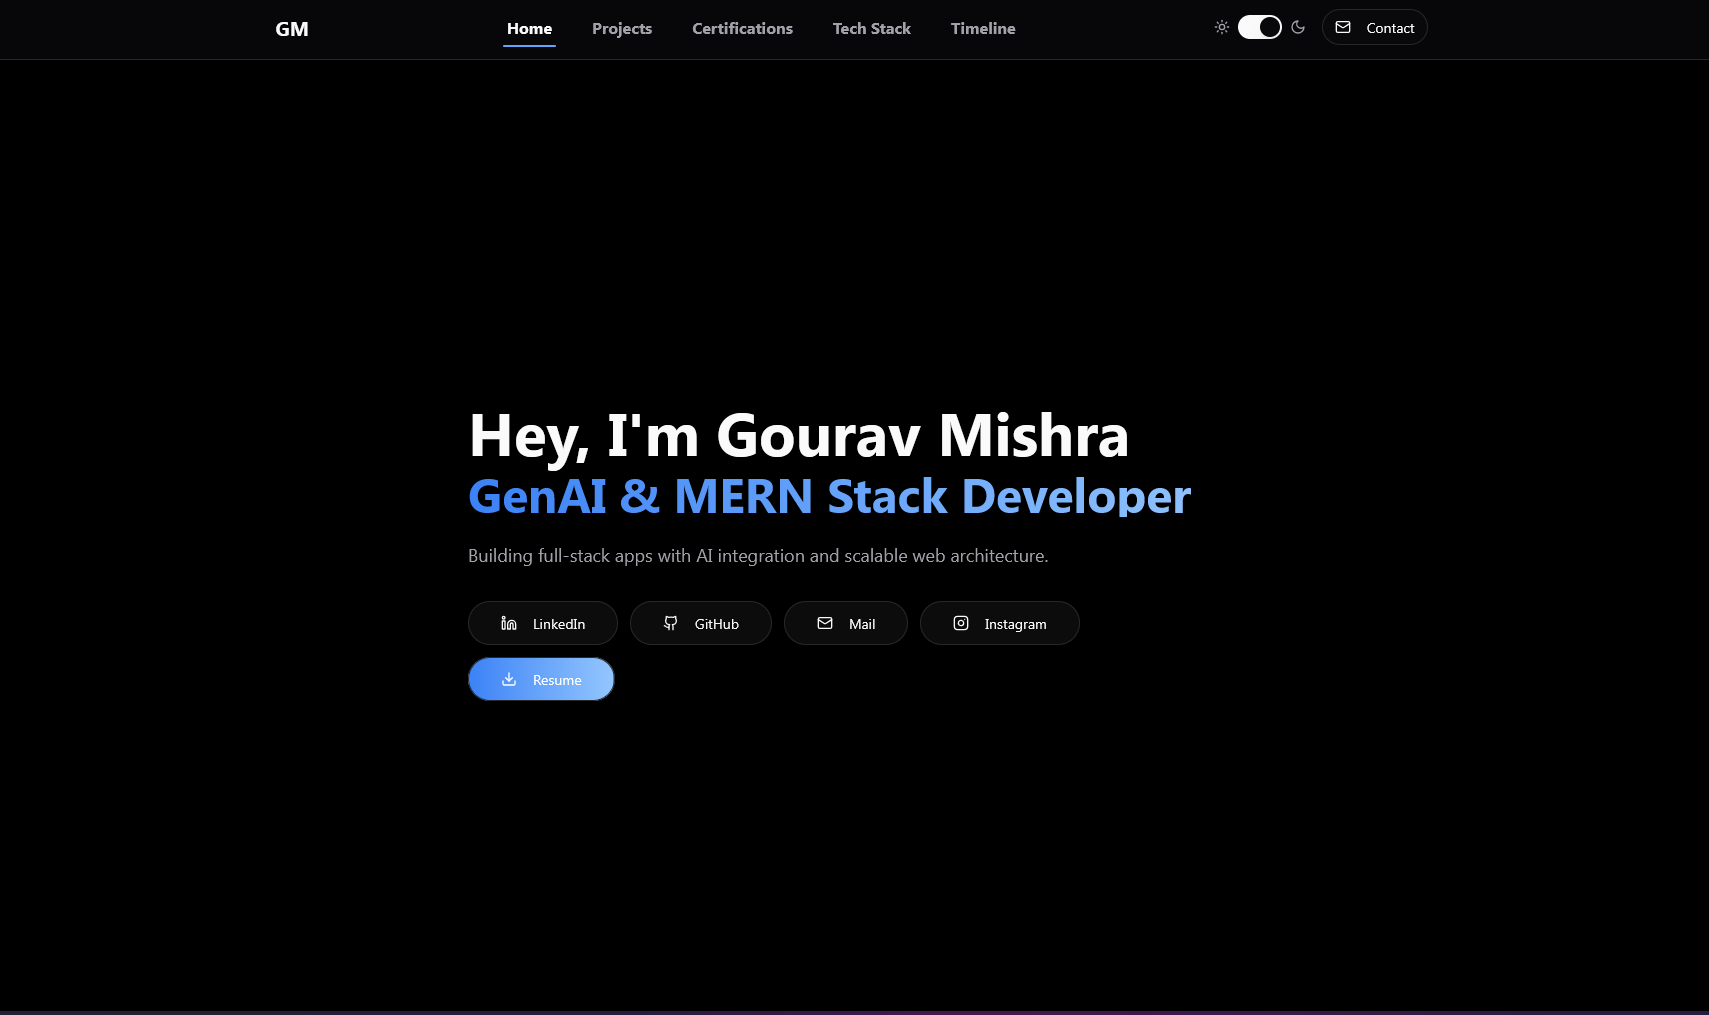 GM
Home Projects Certifications Tech Stack Timeline
Contact
Hey, I'm Gourav Mishra
GenAI & MERN Stack Developer
Building full-stack apps with AI integration and scalable web architecture.
LinkedIn GitHub Mail Instagram
Resume